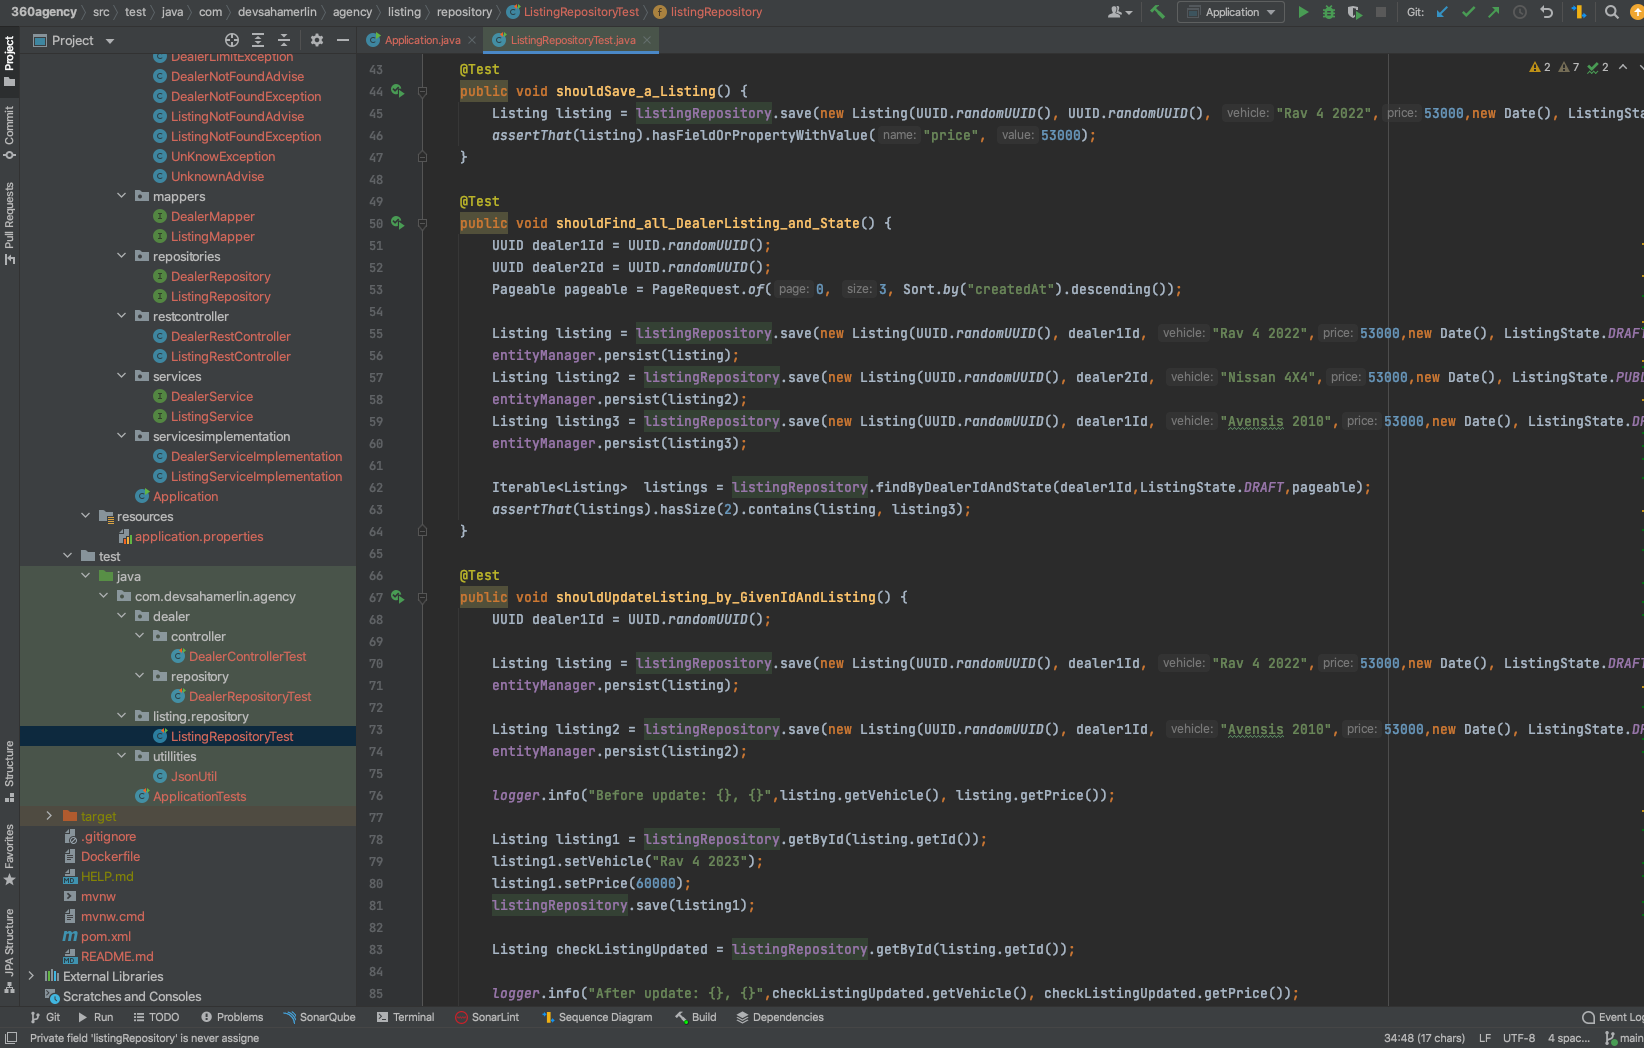 360agency src test java com devsahamerlin agency listing repository ListingRepositoryTest listingRepository
Application Git:
Project
Application.java ListingRepositoryTest.java
Project
Commit
Pull Requests
Structure
Favorites
JPA Structure
DealerLimitException
DealerNotFoundAdvise
DealerNotFoundException
ListingNotFoundAdvise
ListingNotFoundException
UnKnowException
UnknownAdvise
mappers
DealerMapper
ListingMapper
repositories
DealerRepository
ListingRepository
restcontroller
DealerRestController
ListingRestController
services
DealerService
ListingService
servicesimplementation
DealerServiceImplementation
ListingServiceImplementation
Application
resources
application.properties
test
java
com.devsahamerlin.agency
dealer
controller
DealerControllerTest
repository
DealerRepositoryTest
listing.repository
ListingRepositoryTest
utillities
JsonUtil
ApplicationTests
target
.gitignore
Dockerfile
HELP.md
mvnw
mvnw.cmd
pom.xml
README.md
External Libraries
Scratches and Consoles
2 7 2
43 @Test
44 public void shouldSave_a_Listing() {
45 Listing listing = listingRepository.save(new Listing(UUID.randomUUID(), UUID.randomUUID(), vehicle: "Rav 4 2022", price: 53000,new Date(), ListingSta
46 assertThat(listing).hasFieldOrPropertyWithValue( name: "price", value: 53000);
47 }
48
49 @Test
50 public void shouldFind_all_DealerListing_and_State() {
51 UUID dealer1Id = UUID.randomUUID();
52 UUID dealer2Id = UUID.randomUUID();
53 Pageable pageable = PageRequest.of( page: 0, size: 3, Sort.by("createdAt").descending());
54
55 Listing listing = listingRepository.save(new Listing(UUID.randomUUID(), dealer1Id, vehicle: "Rav 4 2022", price: 53000,new Date(), ListingState.DRAFT
56 entityManager.persist(listing);
57 Listing listing2 = listingRepository.save(new Listing(UUID.randomUUID(), dealer2Id, vehicle: "Nissan 4X4", price: 53000,new Date(), ListingState.PUBL
58 entityManager.persist(listing2);
59 Listing listing3 = listingRepository.save(new Listing(UUID.randomUUID(), dealer1Id, vehicle: "Avensis 2010", price: 53000,new Date(), ListingState.DR
60 entityManager.persist(listing3);
61
62 Iterable<Listing> listings = listingRepository.findByDealerIdAndState(dealer1Id,ListingState.DRAFT,pageable);
63 assertThat(listings).hasSize(2).contains(listing, listing3);
64 }
65
66 @Test
67 public void shouldUpdateListing_by_GivenIdAndListing() {
68 UUID dealer1Id = UUID.randomUUID();
69
70 Listing listing = listingRepository.save(new Listing(UUID.randomUUID(), dealer1Id, vehicle: "Rav 4 2022", price: 53000,new Date(), ListingState.DRAFT
71 entityManager.persist(listing);
72
73 Listing listing2 = listingRepository.save(new Listing(UUID.randomUUID(), dealer1Id, vehicle: "Avensis 2010", price: 53000,new Date(), ListingState.DR
74 entityManager.persist(listing2);
75
76 logger.info("Before update: {}, {}",listing.getVehicle(), listing.getPrice());
77
78 Listing listing1 = listingRepository.getById(listing.getId());
79 listing1.setVehicle("Rav 4 2023");
80 listing1.setPrice(60000);
81 listingRepository.save(listing1);
82
83 Listing checkListingUpdated = listingRepository.getById(listing.getId());
84
85 logger.info("After update: {}, {}",checkListingUpdated.getVehicle(), checkListingUpdated.getPrice());
Git Run TODO Problems SonarQube Terminal SonarLint Sequence Diagram Build Dependencies Event Log
Private field 'listingRepository' is never assigne 34:48 (17 chars) LF UTF-8 4 spac... main